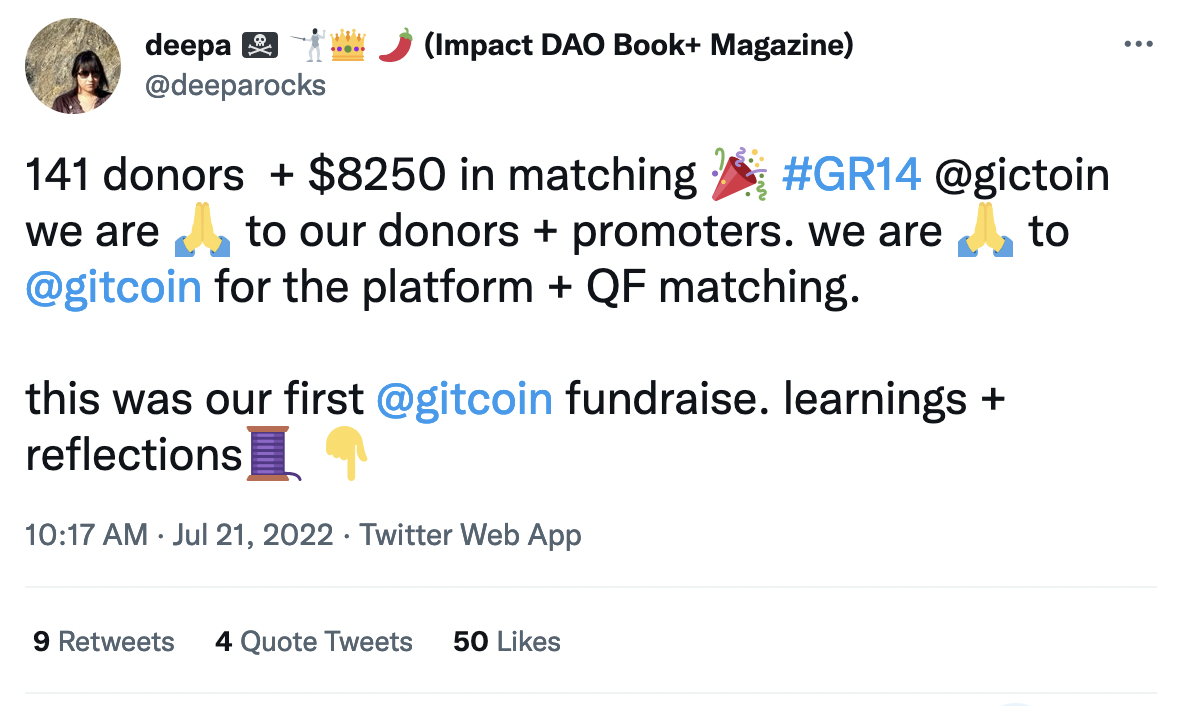 deepa 🏴‍☠️ 🤺👑 🌶️ (Impact DAO Book+ Magazine)
@deeparocks
141 donors  + $8250 in matching 🎉 #GR14 @gictoin
we are 🙏 to our donors + promoters. we are 🙏 to
@gitcoin for the platform + QF matching.
this was our first @gitcoin fundraise. learnings +
reflections🧵 👇
10:17 AM · Jul 21, 2022 · Twitter Web App
9 Retweets 4 Quote Tweets 50 Likes